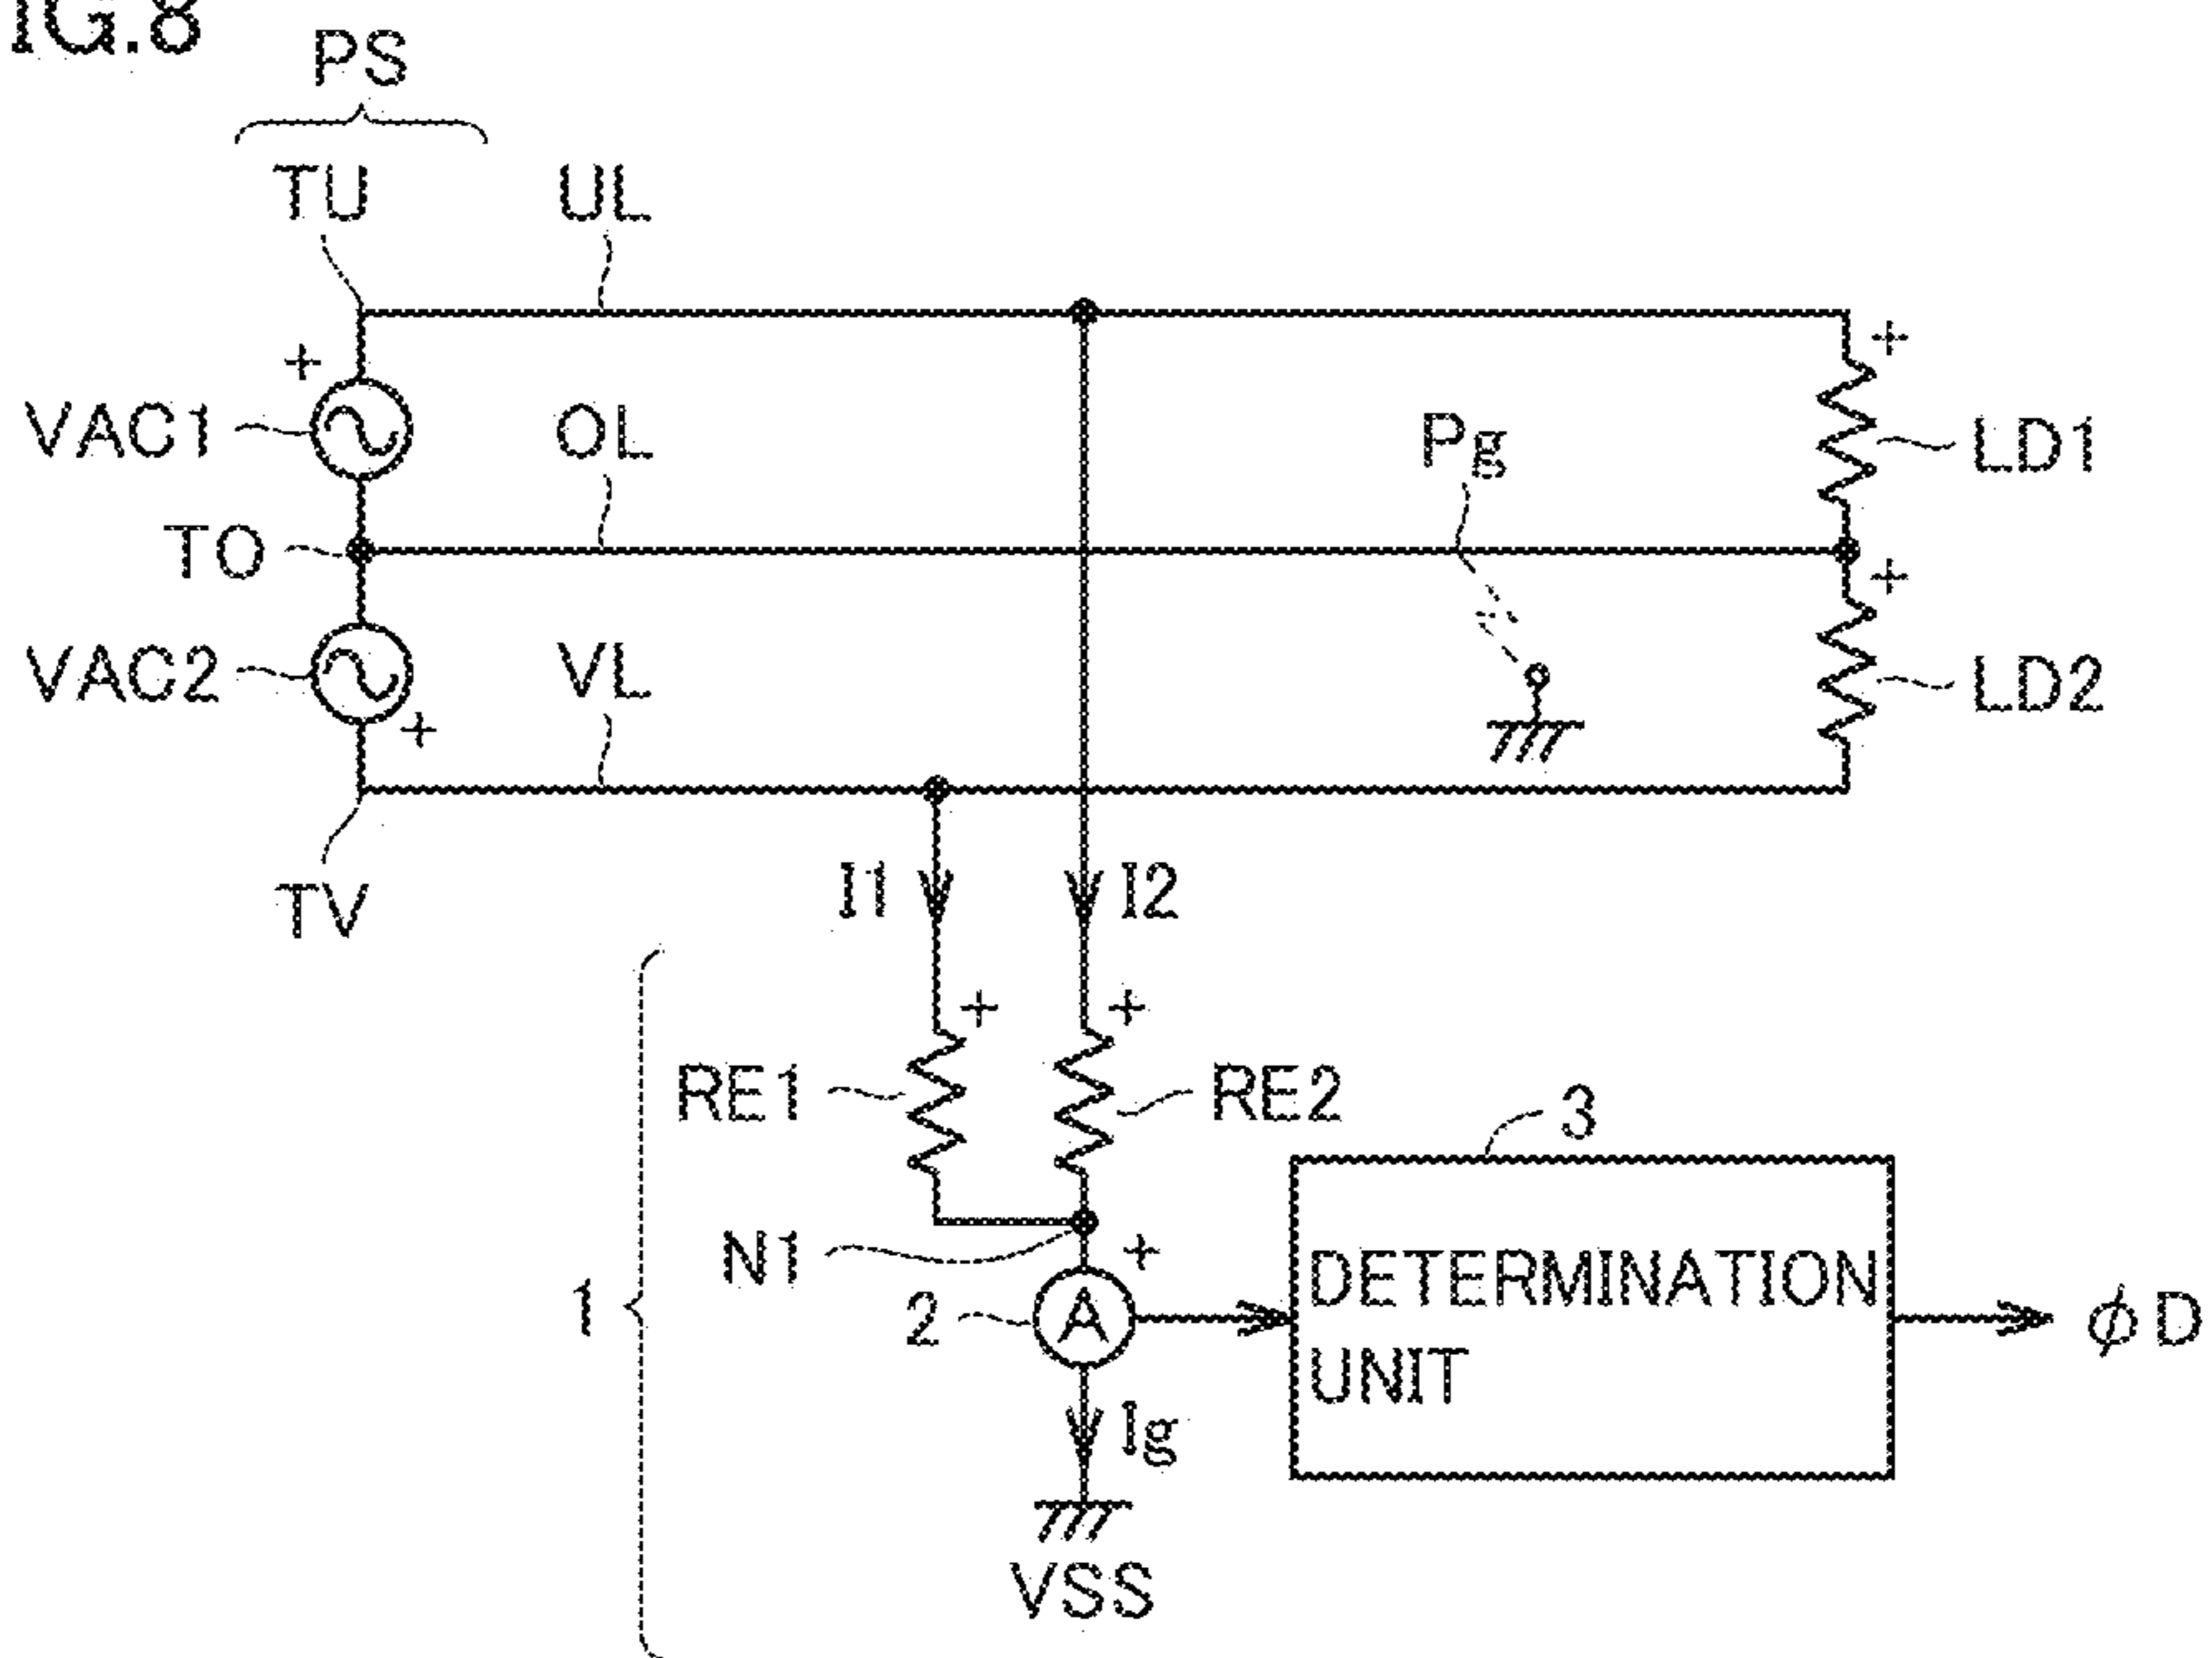 IG.8
PS
TU
UL
+
+
VAC1
OL
Pg
LD1
TO
+
VAC2
VL
LD2
+
TV
I1
I2
+
+
RE1
RE2
3
N1
+
1
2
A
DETERMINATION
UNIT
φD
Ig
VSS